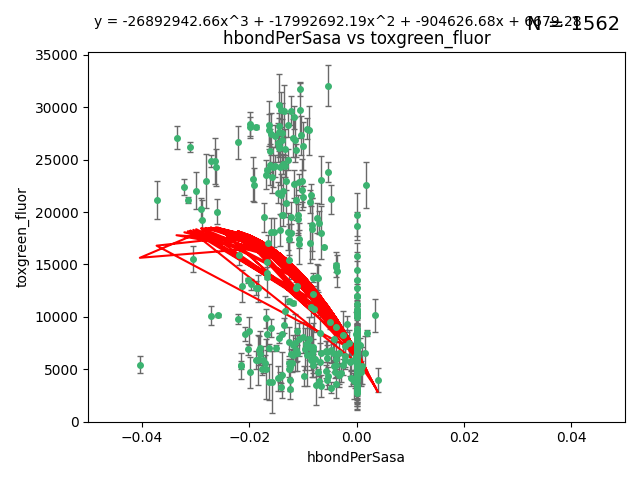 y = -26892942.66x^3 + -17992692.19x^2 + -904626.68x + 6679.28
N = 1562
hbondPerSasa vs toxgreen_fluor
35000
30000
25000
20000
15000
10000
5000
0
toxgreen_fluor
−0.04
−0.02
0.00
0.02
0.04
hbondPerSasa